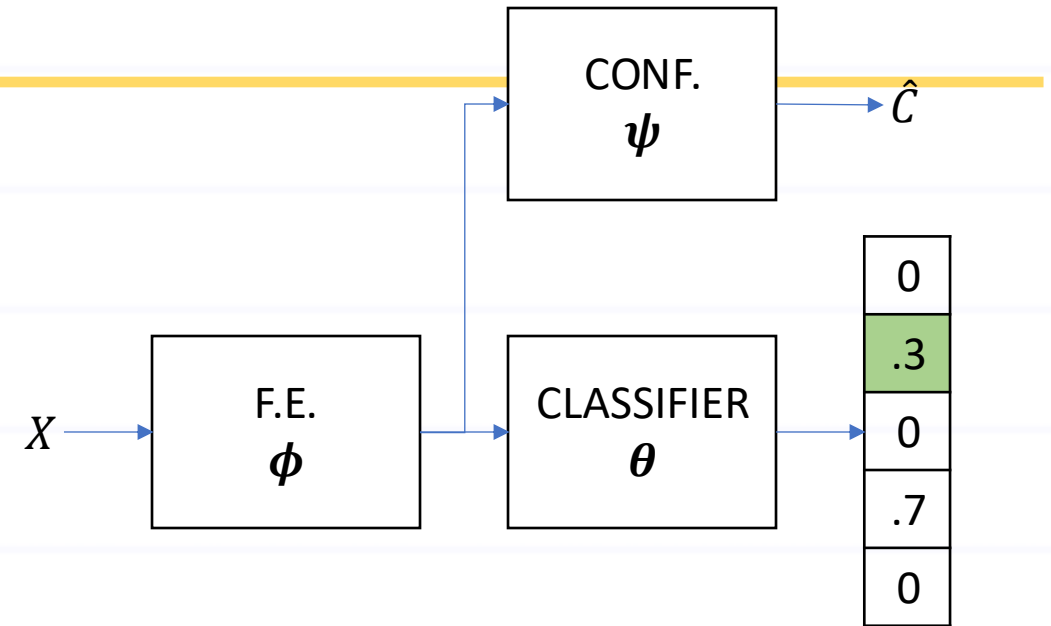 CONF.
𝝍
Ĉ
X
F.E.
𝝓
CLASSIFIER
𝜽
0
.3
0
.7
0